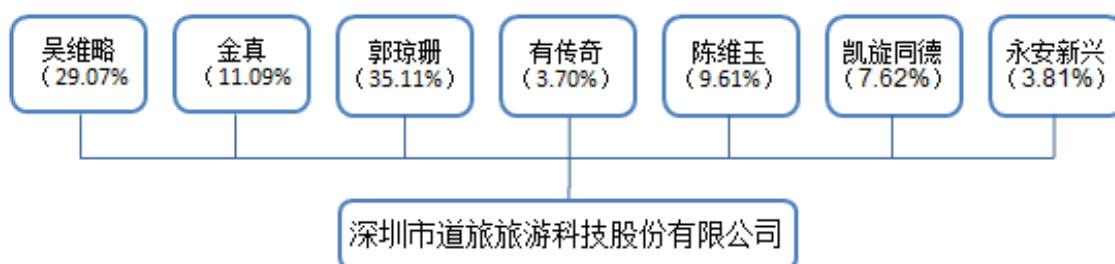 吴维略
（29.07%
金真
（11.09%
郭琼珊
（35.11%）
有传奇
（3.70%）
陈维玉
（9.61%）
凯旋同德
（7.62%）
永安新兴
（3.81%）
深圳市道旅旅游科技股份有限公司